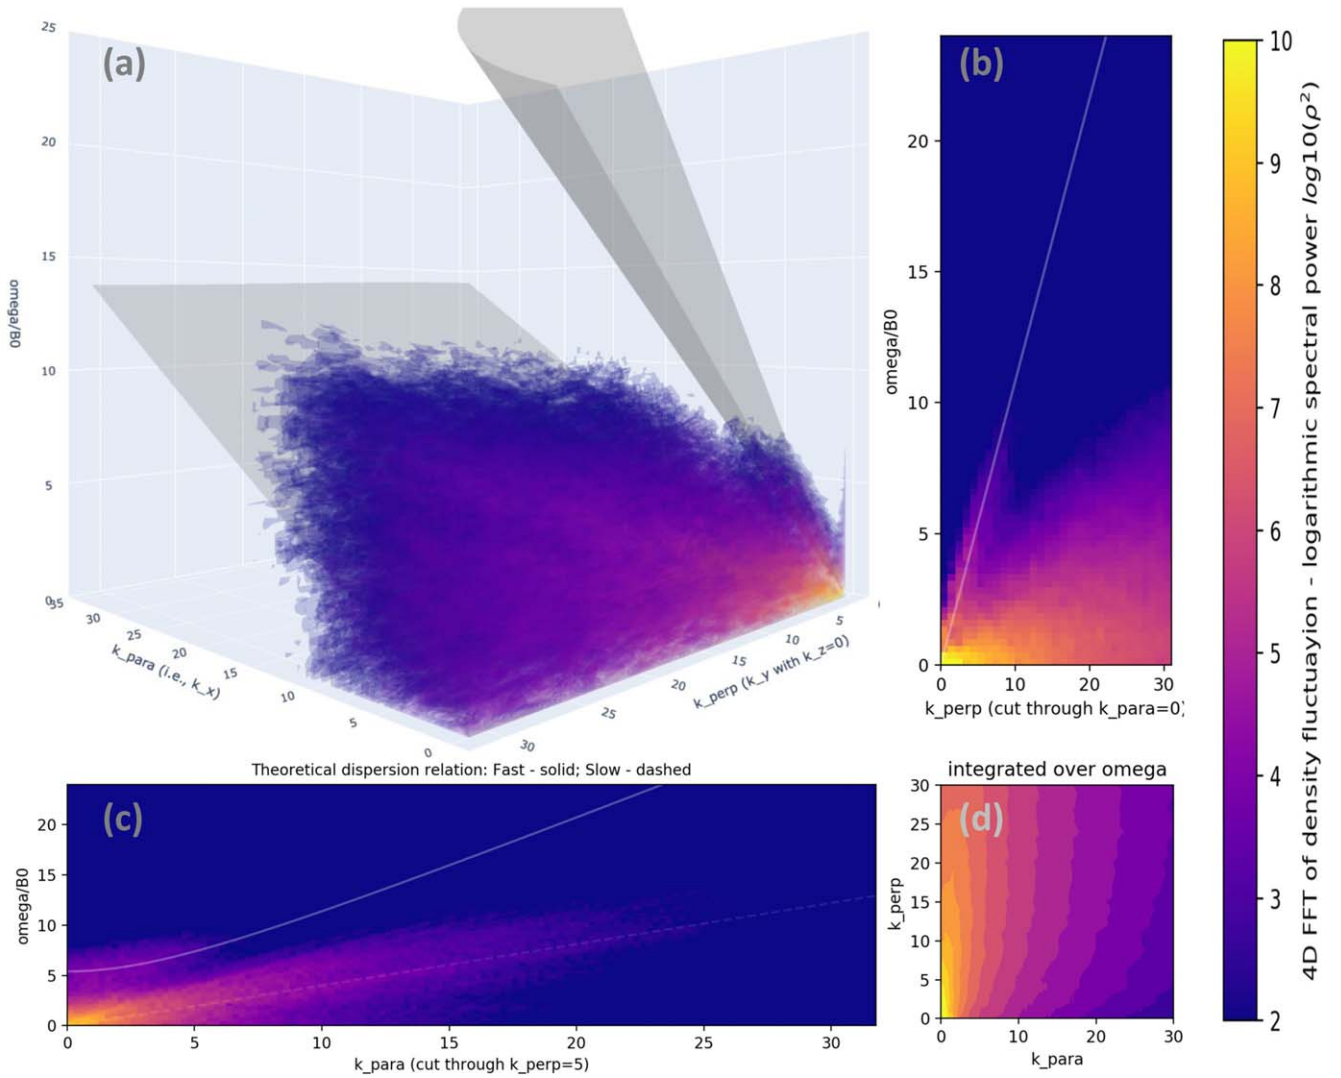 (a)
25
20
15
10
5
0
omega/B0
35
30
25
20
15
10
5
0
k_para (i.e., k_x)
5
10
15
20
25
30
k_perp (k_y with k_z=0)
(b)
20
15
10
5
0
omega/B0
0 10 20 30
k_perp (cut through k_para=0)
10
9
8
7
6
5
4
3
2
4D FFT of density fluctuayion - logarithmic spectral power log10(ρ²)
Theoretical dispersion relation: Fast - solid; Slow - dashed
(c)
20
15
10
5
0
omega/B0
0 5 10 15 20 25 30
k_para (cut through k_perp=5)
integrated over omega
(d)
30
25
20
15
10
5
0
k_perp
0 10 20 30
k_para